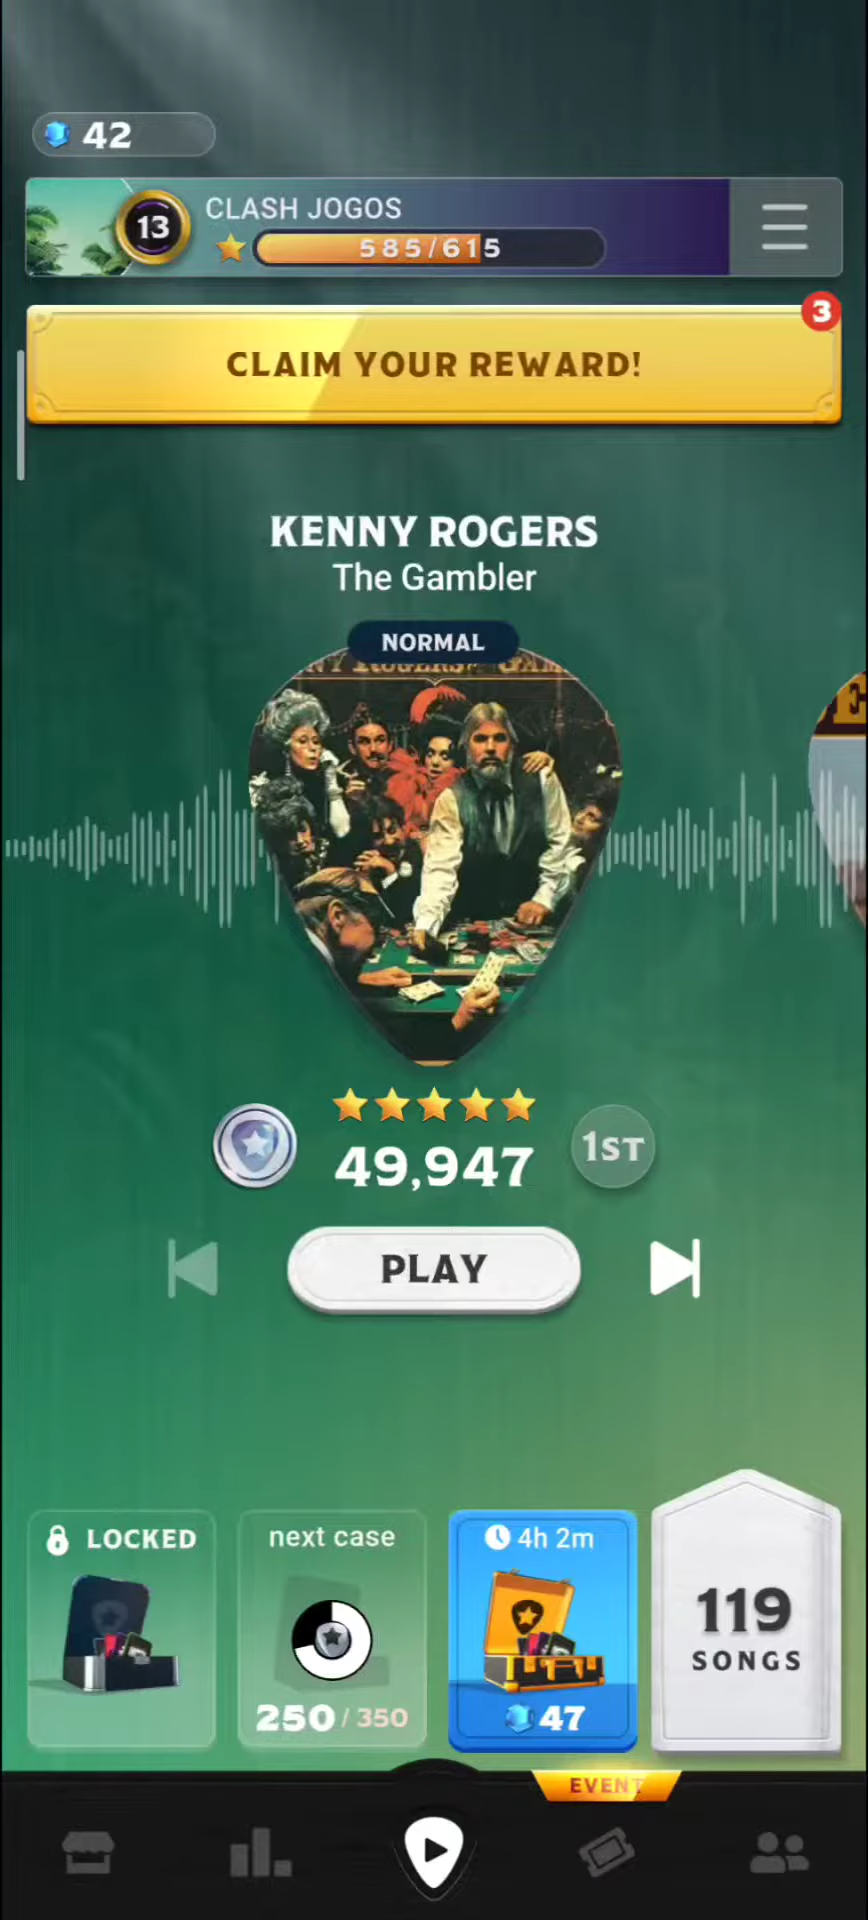 42
13
CLASH JOGOS
585/615
3
CLAIM YOUR REWARD!
KENNY ROGERS
The Gambler
NORMAL
49,947
1ST
PLAY
LOCKED
next case
250 / 350
4h 2m
47
119
SONGS
EVENT